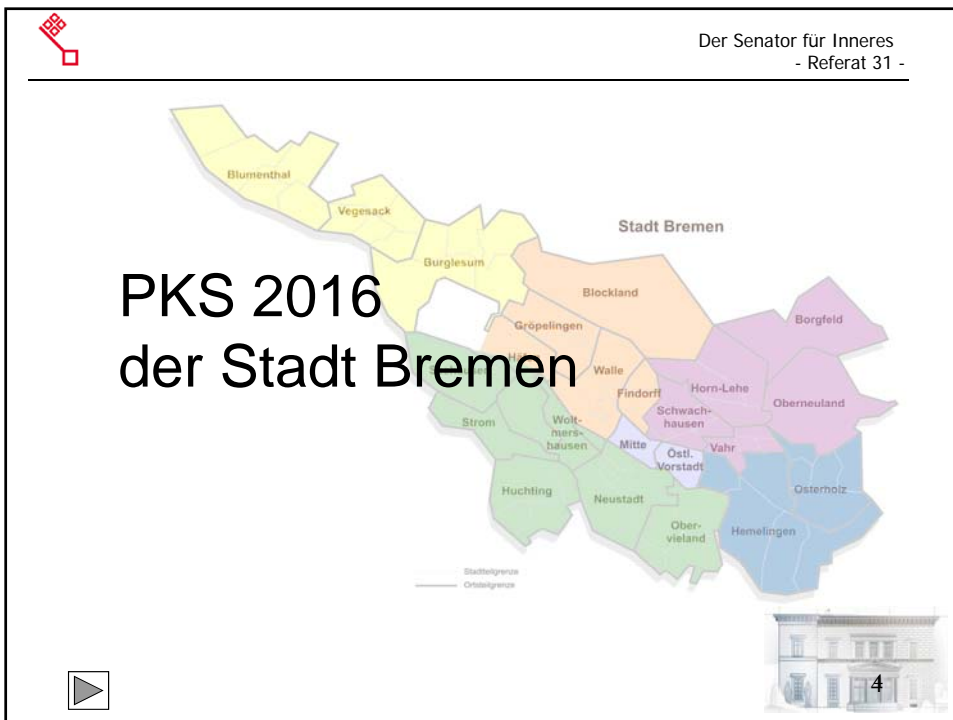 Der Senator für Inneres
- Referat 31 -
Blumenthal
Vegesack
Stadt Bremen
Burglesum
PKS 2016
Blockland
Borgfeld
Gröpelingen
der Stadt Bremen
Walle
Findorff
Horn-Lehe
Oberneuland
Schwach-
hausen
Strom
Wolt-
mers-
hausen
Mitte
Östl.
Vorstadt
Vahr
Huchting
Neustadt
Osterholz
Ober-
vieland
Hemelingen
Stadtteilgrenze
Ortsteilgrenze
4